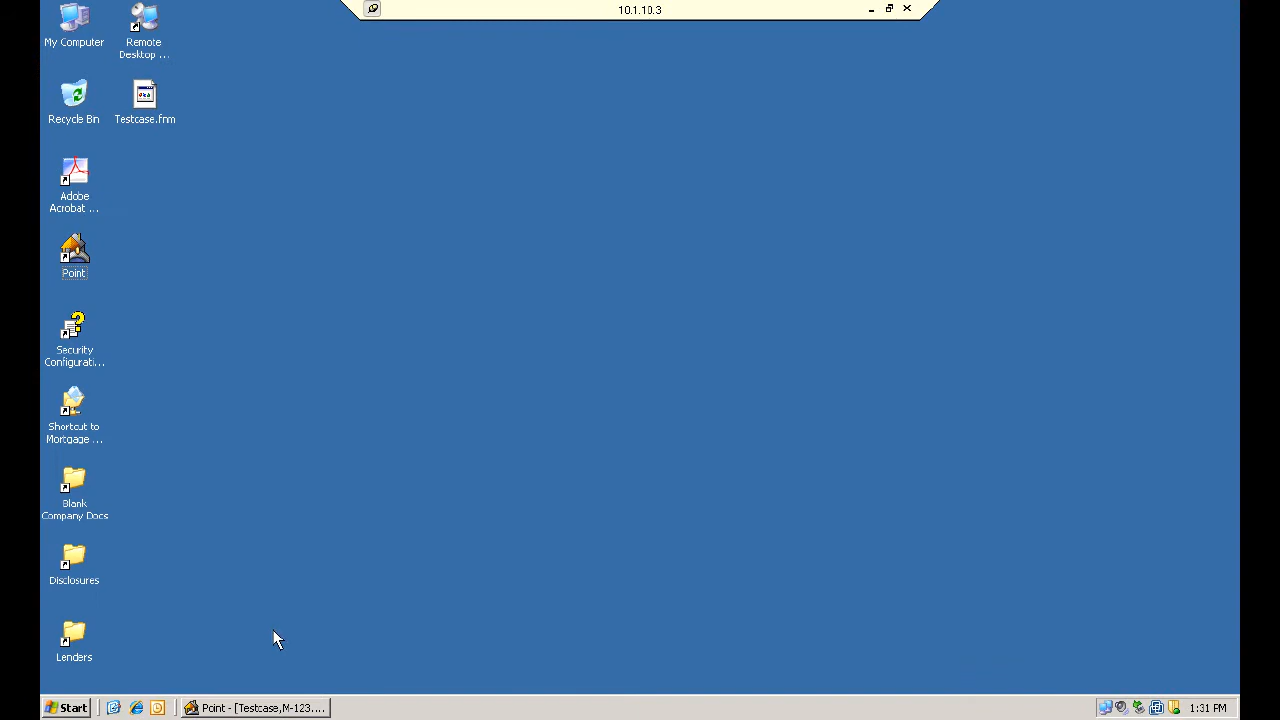 10.1.10.3
My Computer
Remote
Desktop ...
Recycle Bin
Testcase.fnm
Adobe
Acrobat ...
Point
Security
Configurati...
Shortcut to
Mortgage ...
Blank
Company Docs
Disclosures
Lenders
Start
Point - [Testcase,M-123....
1:31 PM